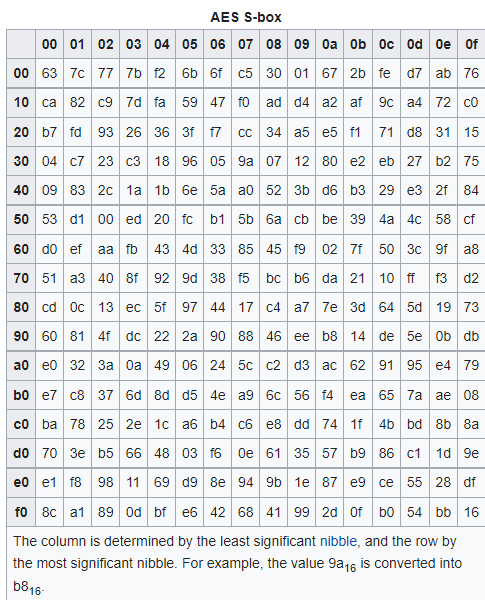 AES S-box
00 01 02 03 04 05 06 07 08 09 0a 0b 0c 0d 0e 0f
00 63 7c 77 7b f2 6b 6f c5 30 01 67 2b fe d7 ab 76
10 ca 82 c9 7d fa 59 47 f0 ad d4 a2 af 9c a4 72 c0
20 b7 fd 93 26 36 3f f7 cc 34 a5 e5 f1 71 d8 31 15
30 04 c7 23 c3 18 96 05 9a 07 12 80 e2 eb 27 b2 75
40 09 83 2c 1a 1b 6e 5a a0 52 3b d6 b3 29 e3 2f 84
50 53 d1 00 ed 20 fc b1 5b 6a cb be 39 4a 4c 58 cf
60 d0 ef aa fb 43 4d 33 85 45 f9 02 7f 50 3c 9f a8
70 51 a3 40 8f 92 9d 38 f5 bc b6 da 21 10 ff f3 d2
80 cd 0c 13 ec 5f 97 44 17 c4 a7 7e 3d 64 5d 19 73
90 60 81 4f dc 22 2a 90 88 46 ee b8 14 de 5e 0b db
a0 e0 32 3a 0a 49 06 24 5c c2 d3 ac 62 91 95 e4 79
b0 e7 c8 37 6d 8d d5 4e a9 6c 56 f4 ea 65 7a ae 08
c0 ba 78 25 2e 1c a6 b4 c6 e8 dd 74 1f 4b bd 8b 8a
d0 70 3e b5 66 48 03 f6 0e 61 35 57 b9 86 c1 1d 9e
e0 e1 f8 98 11 69 d9 8e 94 9b 1e 87 e9 ce 55 28 df
f0 8c a1 89 0d bf e6 42 68 41 99 2d 0f b0 54 bb 16
The column is determined by the least significant nibble, and the row by
the most significant nibble. For example, the value 9a₁₆ is converted into
b8₁₆.